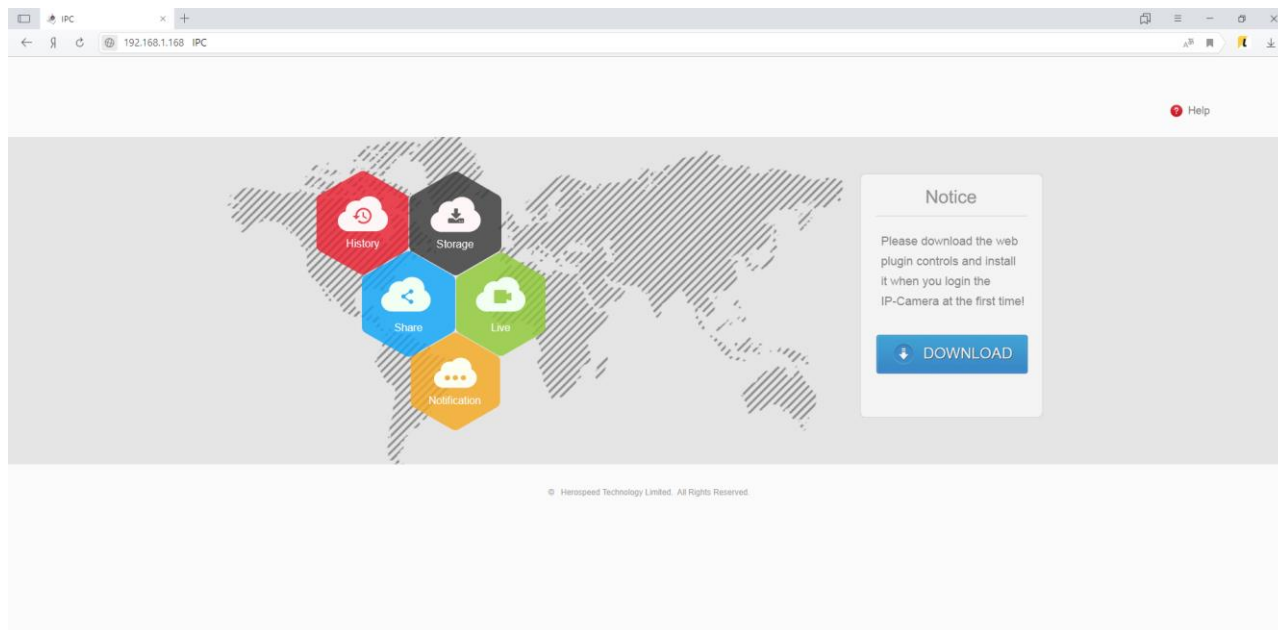 IPC
Я
192.168.1.168 IPC
Help
History
Storage
Share
Live
Notification
Notice
Please download the web
plugin controls and install
it when you login the
IP-Camera at the first time!
DOWNLOAD
© Herospeed Technology Limited. All Rights Reserved.